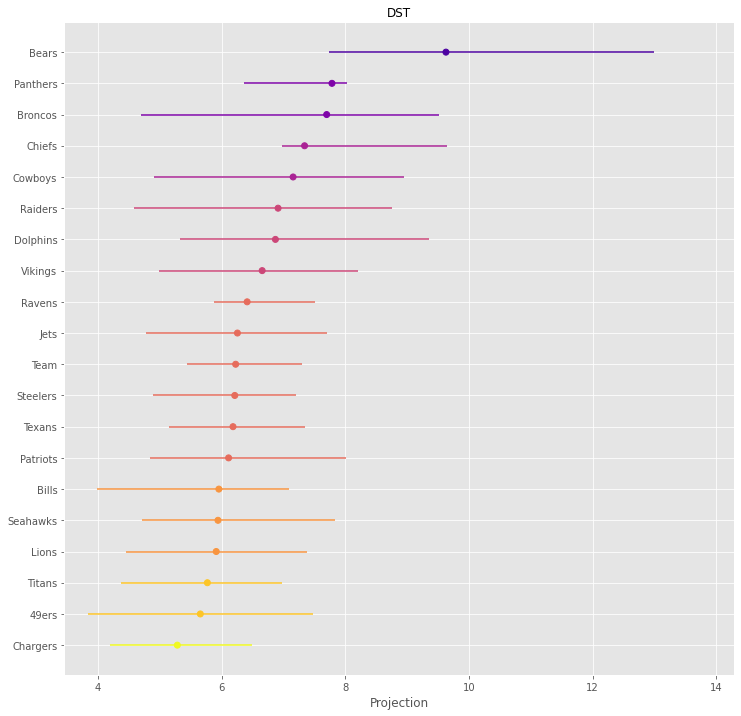 DST
Bears
Panthers
Broncos
Chiefs
Cowboys
Raiders
Dolphins
Vikings
Ravens
Jets
Team
Steelers
Texans
Patriots
Bills
Seahawks
Lions
Titans
49ers
Chargers
4 6 8 10 12 14
Projection